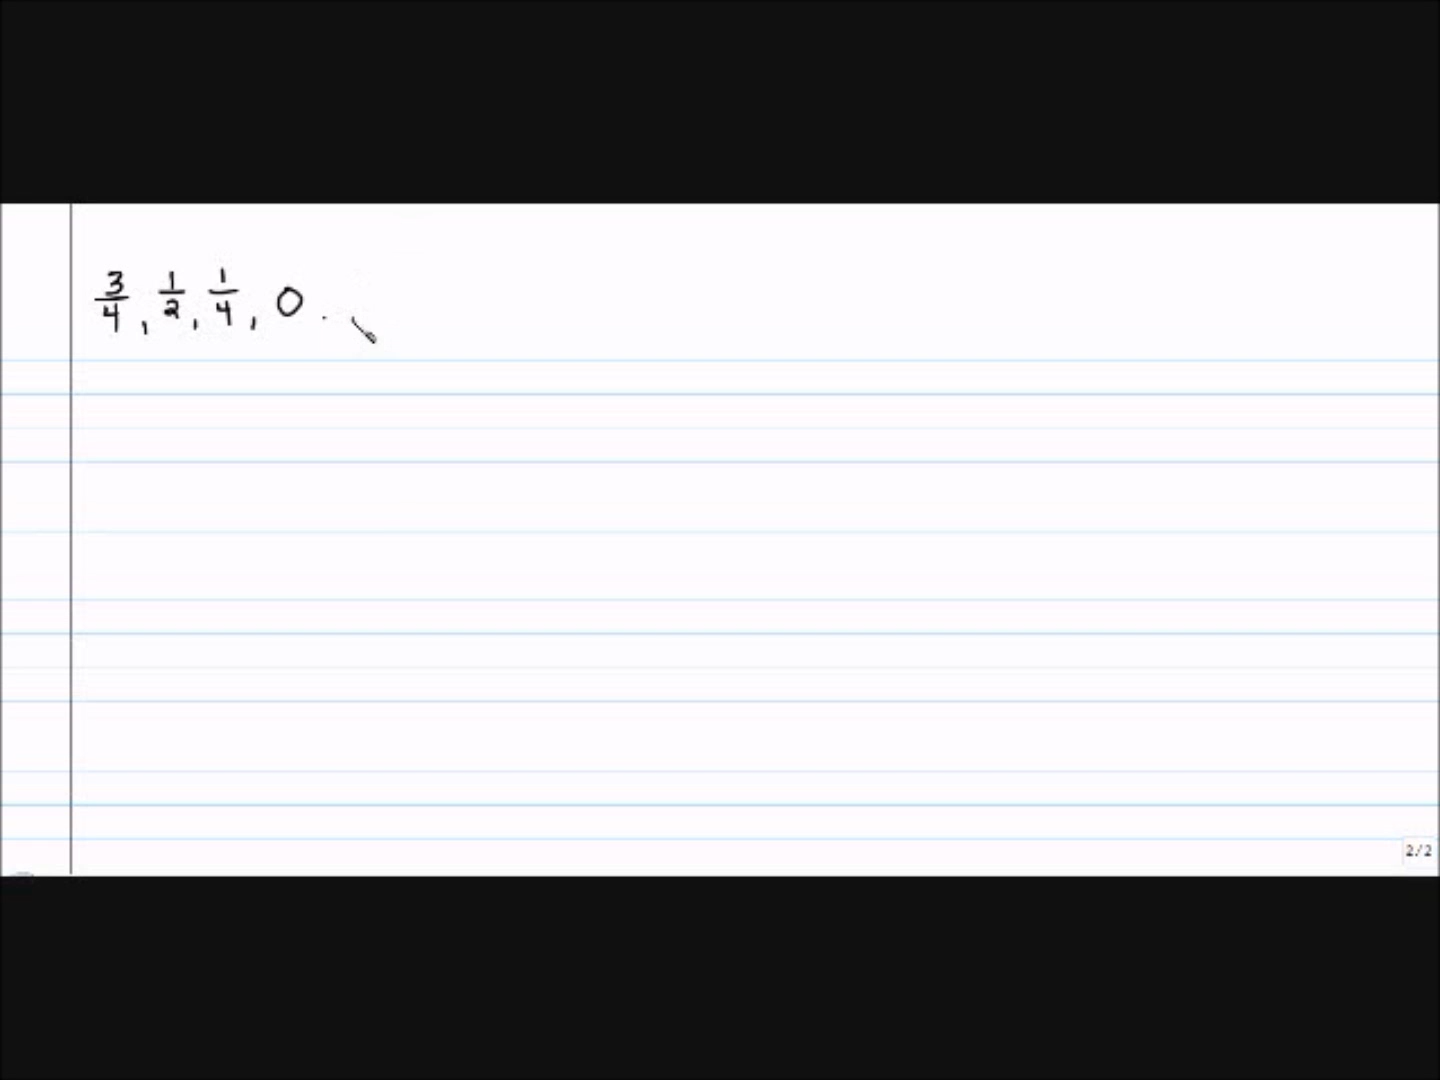 3/4, 1/2, 1/4, 0 .
2/2